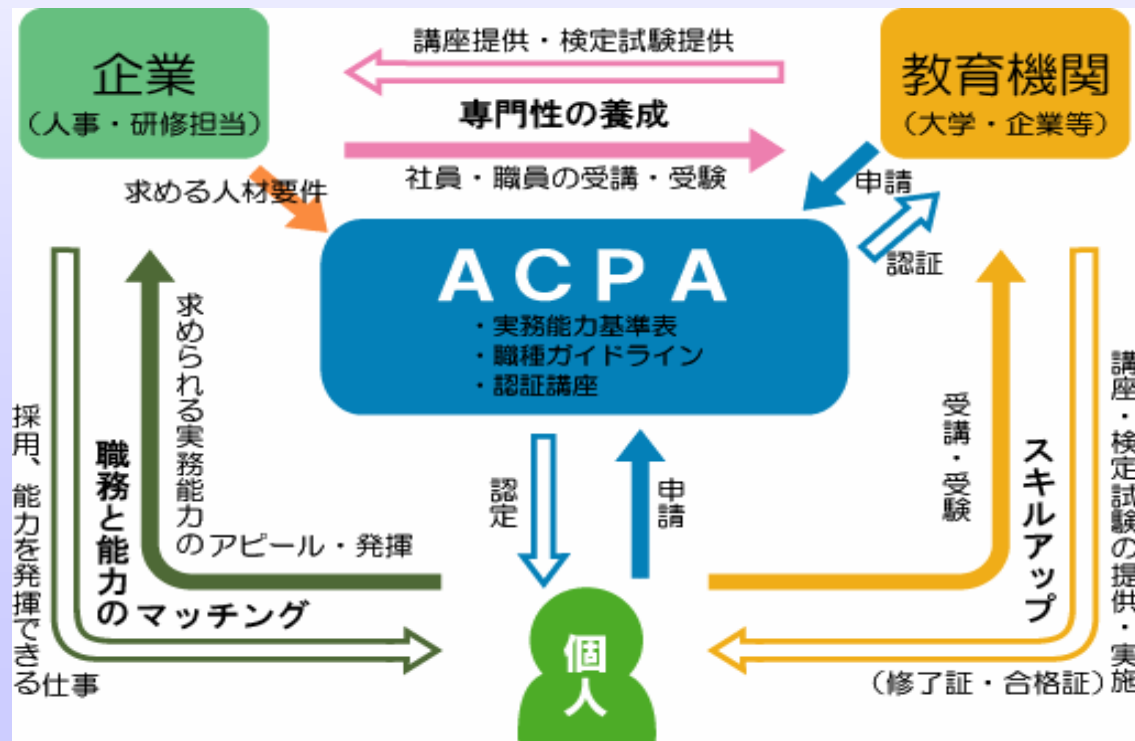 企業
（人事・研修担当）
講座提供・検定試験提供
専門性の養成
社員・職員の受講・受験
教育機関
（大学・企業等）
求める人材要件
申請
認証
ACPA
・実務能力基準表
・職種ガイドライン
・認証講座
採用、能力を発揮できる仕事
職務と能力のマッチング
求められる実務能力のアピール・発揮
認定
申請
受講・受験
スキルアップ
講座・検定試験の提供・実施
（修了証・合格証）
個人